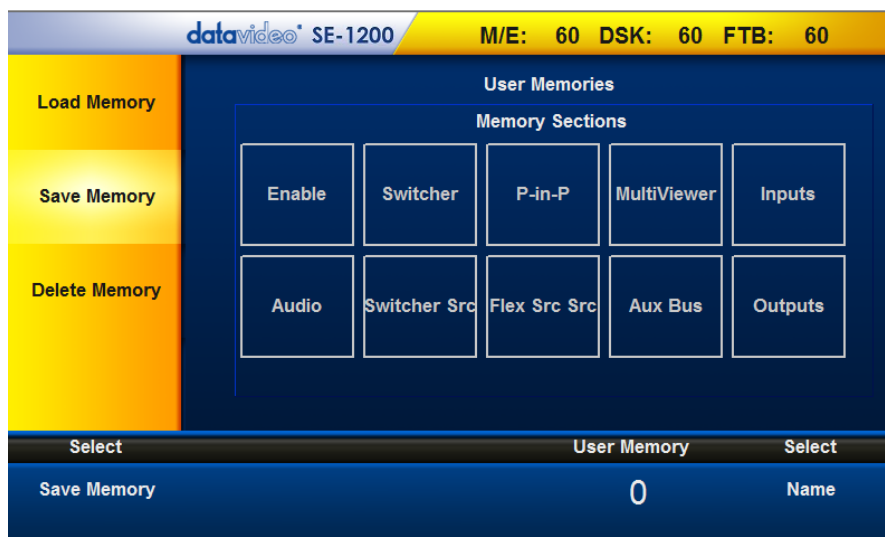 datavideo SE-1200 M/E: 60 DSK: 60 FTB: 60
Load Memory
Save Memory
Delete Memory
User Memories
Memory Sections
Enable Switcher P-in-P MultiViewer Inputs
Audio Switcher Src Flex Src Src Aux Bus Outputs
Select User Memory Select
Save Memory 0 Name